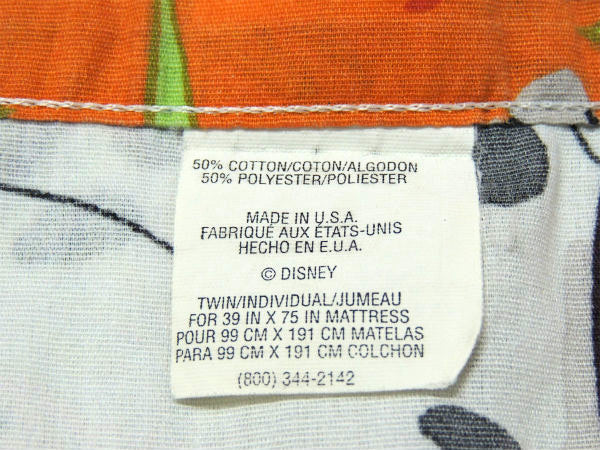 50% COTTON/COTON/ALGODON
50% POLYESTER/POLIESTER
MADE IN U.S.A.
FABRIQUÉ AUX ÉTATS-UNIS
HECHO EN E.U.A.
© DISNEY
TWIN/INDIVIDUAL/JUMEAU
FOR 39 IN X 75 IN MATTRESS
POUR 99 CM X 191 CM MATELAS
PARA 99 CM X 191 CM COLCHON
(800) 344-2142